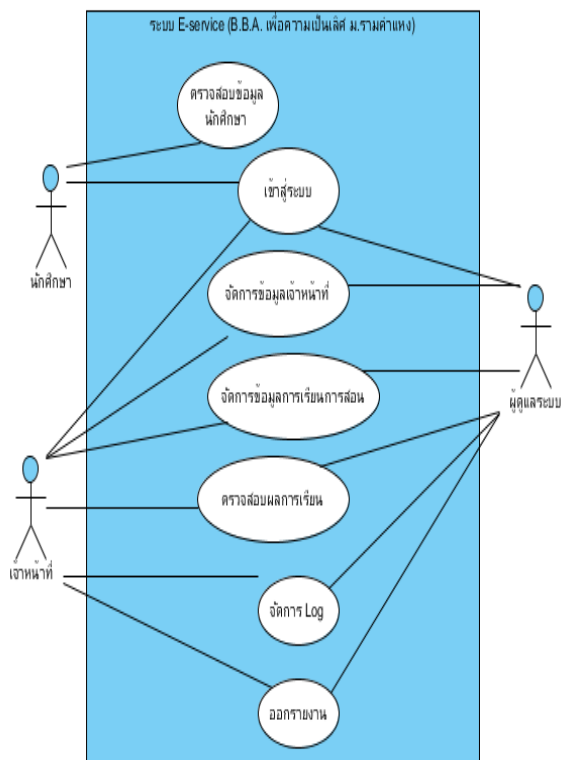 ระบบ E-service (B.B.A. เพื่อความเป็นเลิศ ม.รามคำแหง)
ตรวจสอบข้อมูล
นักศึกษา
เข้าสู่ระบบ
นักศึกษา
จัดการข้อมูลเจ้าหน้าที่
จัดการข้อมูลการเรียนการสอน
ผู้ดูแลระบบ
ตรวจสอบผลการเรียน
เจ้าหน้าที่
จัดการ Log
ออกรายงาน